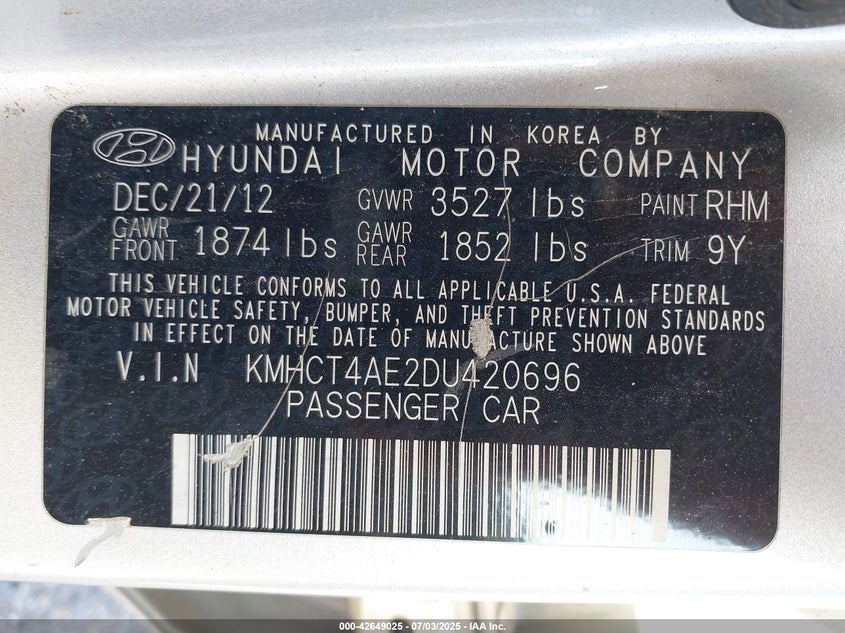 MANUFACTURED IN KOREA BY
HYUNDAI MOTOR COMPANY
DEC/21/12 GVWR 3527 lbs PAINT RHM
GAWR FRONT 1874 lbs GAWR REAR 1852 lbs TRIM 9Y
THIS VEHICLE CONFORMS TO ALL APPLICABLE U.S.A. FEDERAL
MOTOR VEHICLE SAFETY, BUMPER, AND THEFT PREVENTION STANDARDS
IN EFFECT ON THE DATE OF MANUFACTURE SHOWN ABOVE
V.I.N KMHCT4AE2DU420696
PASSENGER CAR
000-42649025 - 07/03/2025 - IAA Inc.